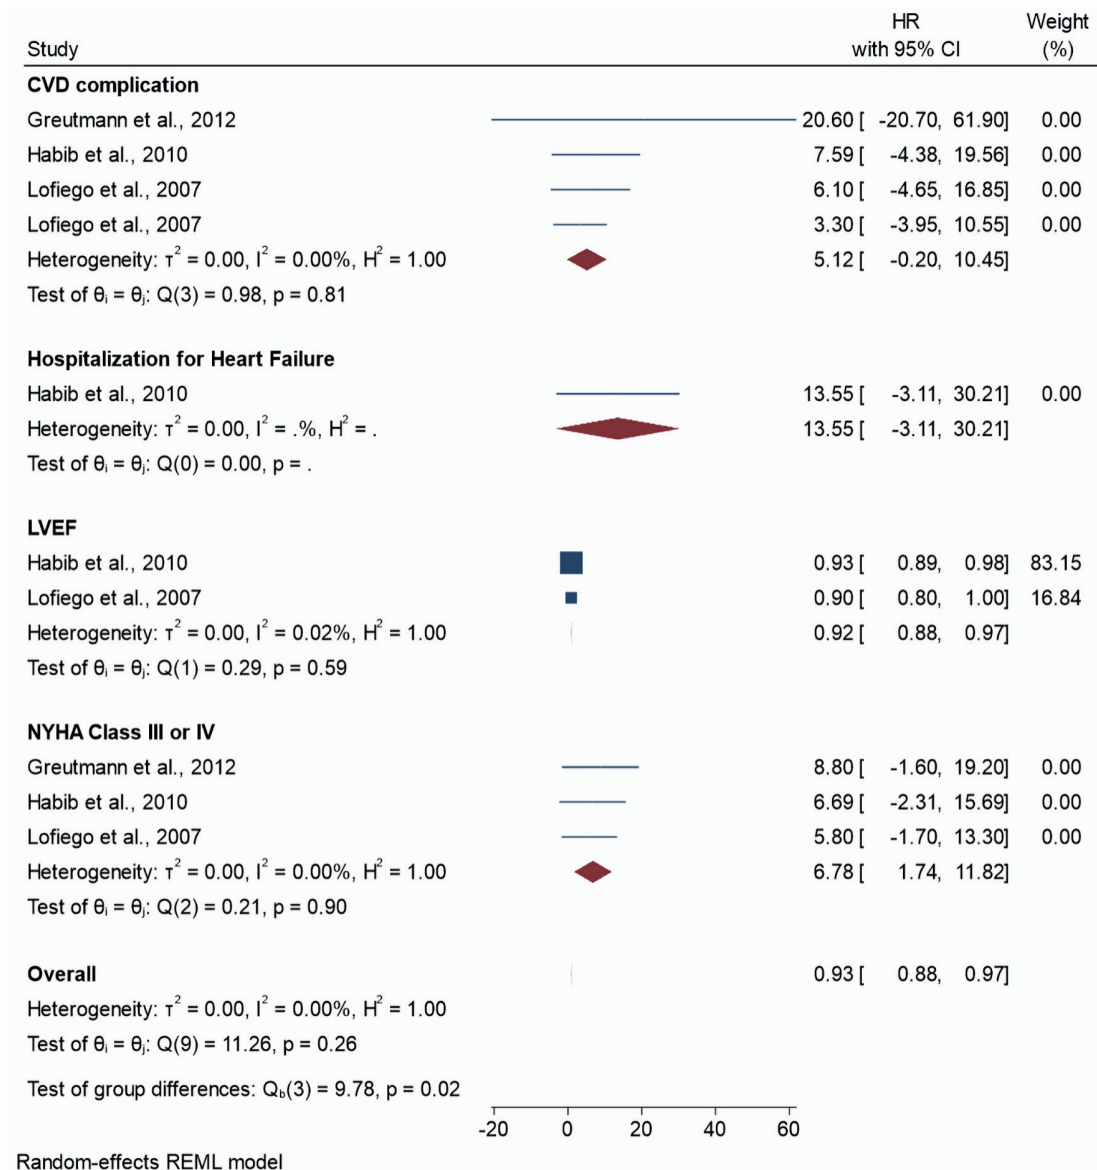 HR Weight
Study with 95% CI (%)
CVD complication
Greutmann et al., 2012 20.60 [ -20.70, 61.90] 0.00
Habib et al., 2010 7.59 [ -4.38, 19.56] 0.00
Lofiego et al., 2007 6.10 [ -4.65, 16.85] 0.00
Lofiego et al., 2007 3.30 [ -3.95, 10.55] 0.00
Heterogeneity: τ² = 0.00, I² = 0.00%, H² = 1.00 5.12 [ -0.20, 10.45]
Test of θᵢ = θⱼ: Q(3) = 0.98, p = 0.81
Hospitalization for Heart Failure
Habib et al., 2010 13.55 [ -3.11, 30.21] 0.00
Heterogeneity: τ² = 0.00, I² = .%, H² = . 13.55 [ -3.11, 30.21]
Test of θᵢ = θⱼ: Q(0) = 0.00, p = .
LVEF
Habib et al., 2010 0.93 [ 0.89, 0.98] 83.15
Lofiego et al., 2007 0.90 [ 0.80, 1.00] 16.84
Heterogeneity: τ² = 0.00, I² = 0.02%, H² = 1.00 0.92 [ 0.88, 0.97]
Test of θᵢ = θⱼ: Q(1) = 0.29, p = 0.59
NYHA Class III or IV
Greutmann et al., 2012 8.80 [ -1.60, 19.20] 0.00
Habib et al., 2010 6.69 [ -2.31, 15.69] 0.00
Lofiego et al., 2007 5.80 [ -1.70, 13.30] 0.00
Heterogeneity: τ² = 0.00, I² = 0.00%, H² = 1.00 6.78 [ 1.74, 11.82]
Test of θᵢ = θⱼ: Q(2) = 0.21, p = 0.90
Overall 0.93 [ 0.88, 0.97]
Heterogeneity: τ² = 0.00, I² = 0.00%, H² = 1.00
Test of θᵢ = θⱼ: Q(9) = 11.26, p = 0.26
Test of group differences: Q_b(3) = 9.78, p = 0.02
-20 0 20 40 60
Random-effects REML model